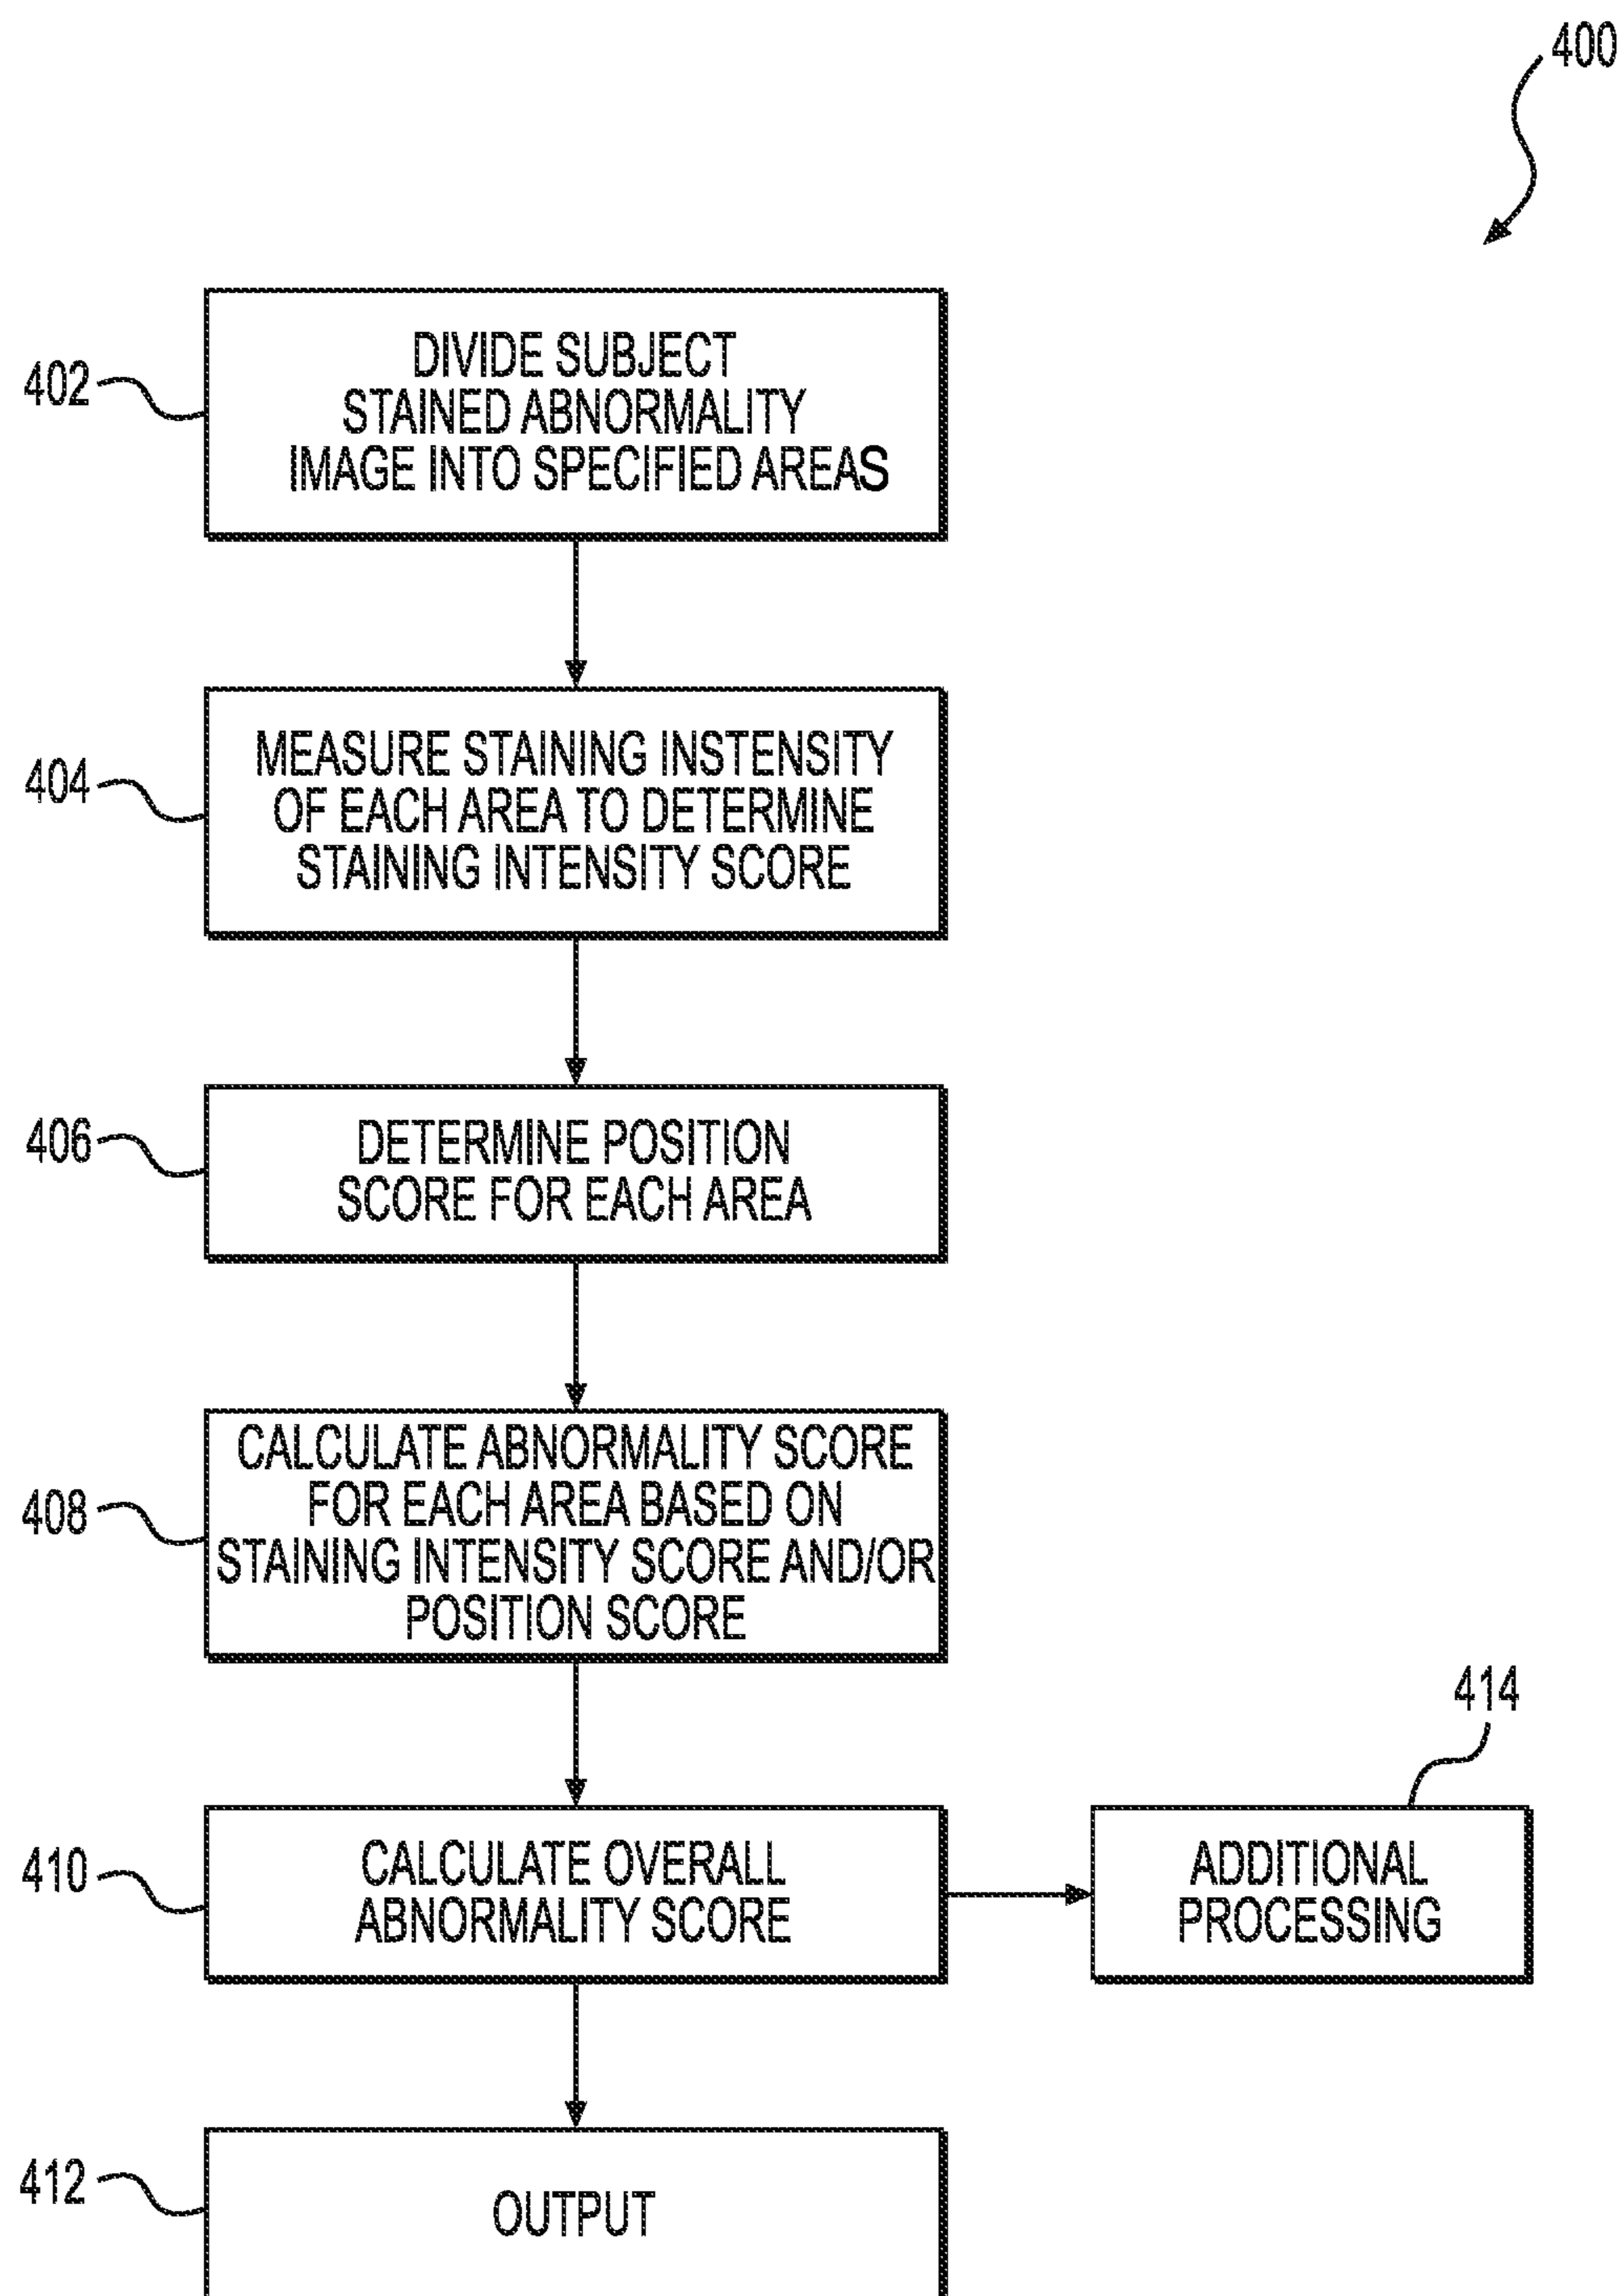 400
402
DIVIDE SUBJECT
STAINED ABNORMALITY
IMAGE INTO SPECIFIED AREAS
404
MEASURE STAINING INSTENSITY
OF EACH AREA TO DETERMINE
STAINING INTENSITY SCORE
406
DETERMINE POSITION
SCORE FOR EACH AREA
408
CALCULATE ABNORMALITY SCORE
FOR EACH AREA BASED ON
STAINING INTENSITY SCORE AND/OR
POSITION SCORE
410
CALCULATE OVERALL
ABNORMALITY SCORE
414
ADDITIONAL
PROCESSING
412
OUTPUT